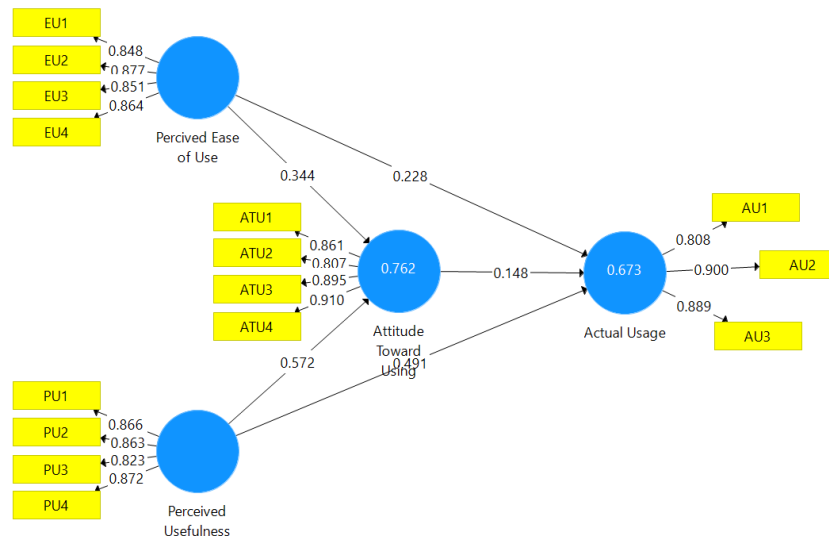 EU1
0.848
EU2
0.877
EU3
0.851
EU4
0.864
Percived Ease
of Use
0.344
0.228
ATU1
0.861
ATU2
0.807
ATU3
0.895
ATU4
0.910
0.762
Attitude
Toward
Using
0.148
0.673
Actual Usage
AU1
0.808
AU2
0.900
AU3
0.889
0.572
0.491
PU1
0.866
PU2
0.863
PU3
0.823
PU4
0.872
Perceived
Usefulness